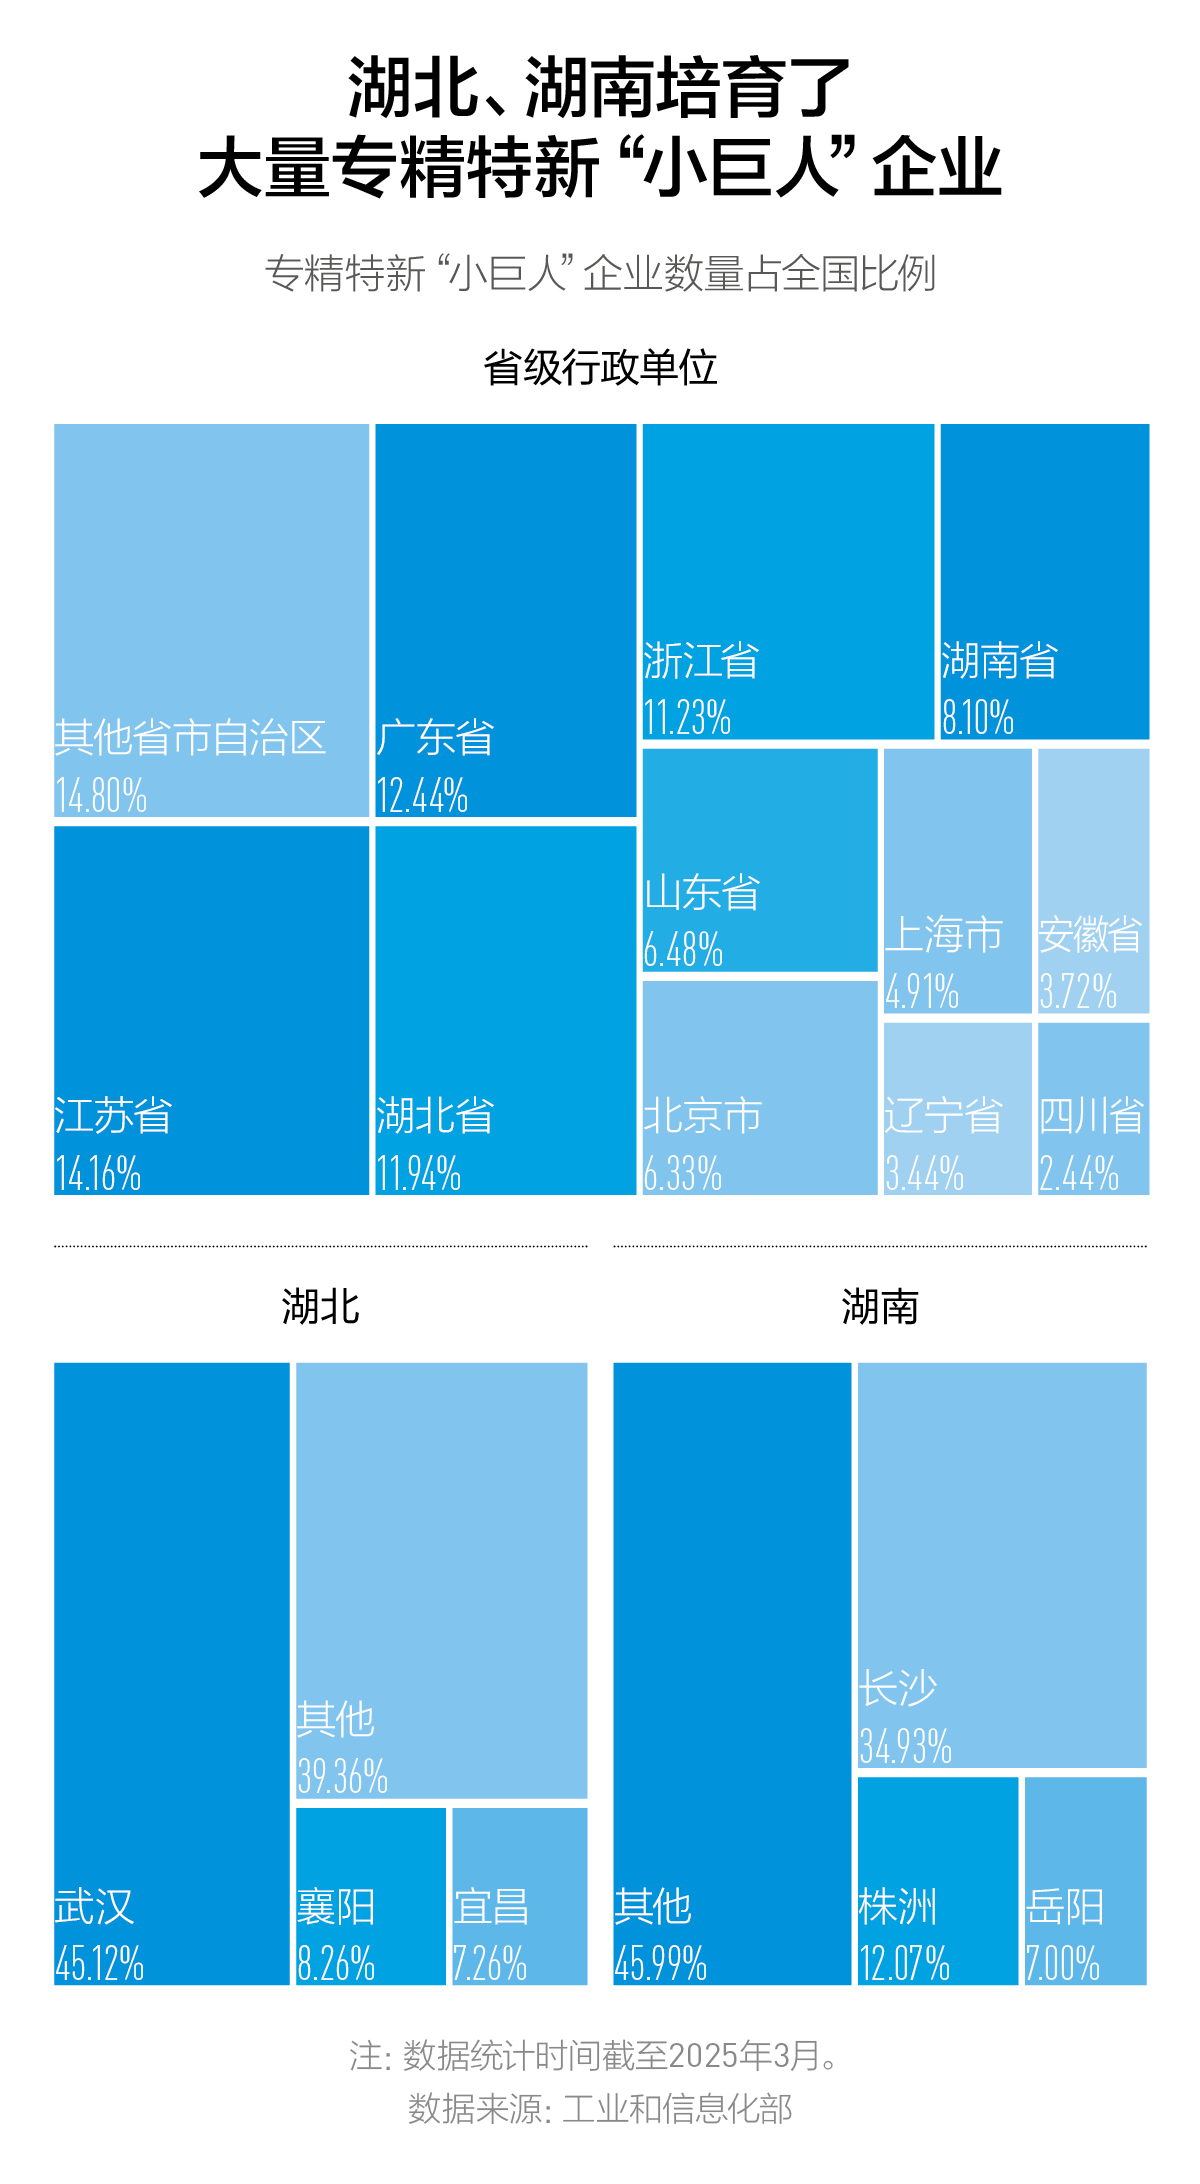 湖北、湖南培育了
大量专精特新“小巨人”企业
专精特新“小巨人”企业数量占全国比例
省级行政单位
其他省市自治区
14.80%
广东省
12.44%
浙江省
11.23%
湖南省
8.10%
江苏省
14.16%
湖北省
11.94%
山东省
6.48%
上海市
4.91%
安徽省
3.72%
北京市
6.33%
辽宁省
3.44%
四川省
2.44%
湖北
武汉
45.12%
其他
39.36%
襄阳
8.26%
宜昌
7.26%
湖南
其他
45.99%
长沙
34.93%
株洲
12.07%
岳阳
7.00%
注：数据统计时间截至2025年3月。
数据来源：工业和信息化部